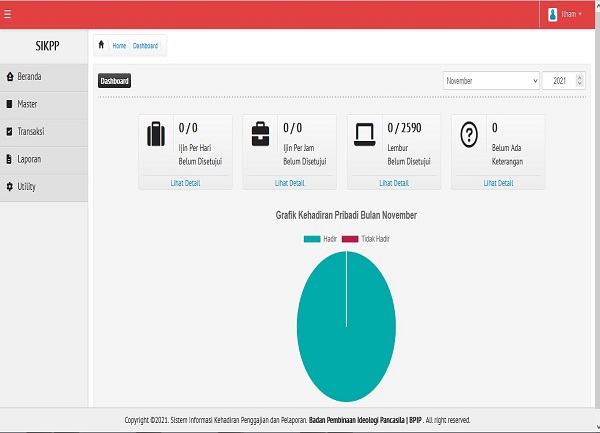 Ilham
SIKPP
Home Dashboard
Beranda
Master
Transaksi
Laporan
Utility
Dashboard
November 2021
0 / 0
Ijin Per Hari
Belum Disetujui
Lihat Detail
0 / 0
Ijin Per Jam
Belum Disetujui
Lihat Detail
0 / 2590
Lembur
Belum Disetujui
Lihat Detail
0
Belum Ada
Keterangan
Lihat Detail
Grafik Kehadiran Pribadi Bulan November
Hadir Tidak Hadir
Copyright ©2021. Sistem Informasi Kehadiran Penggajian dan Pelaporan. Badan Pembinaan Ideologi Pancasila | BPIP . All right reserved.